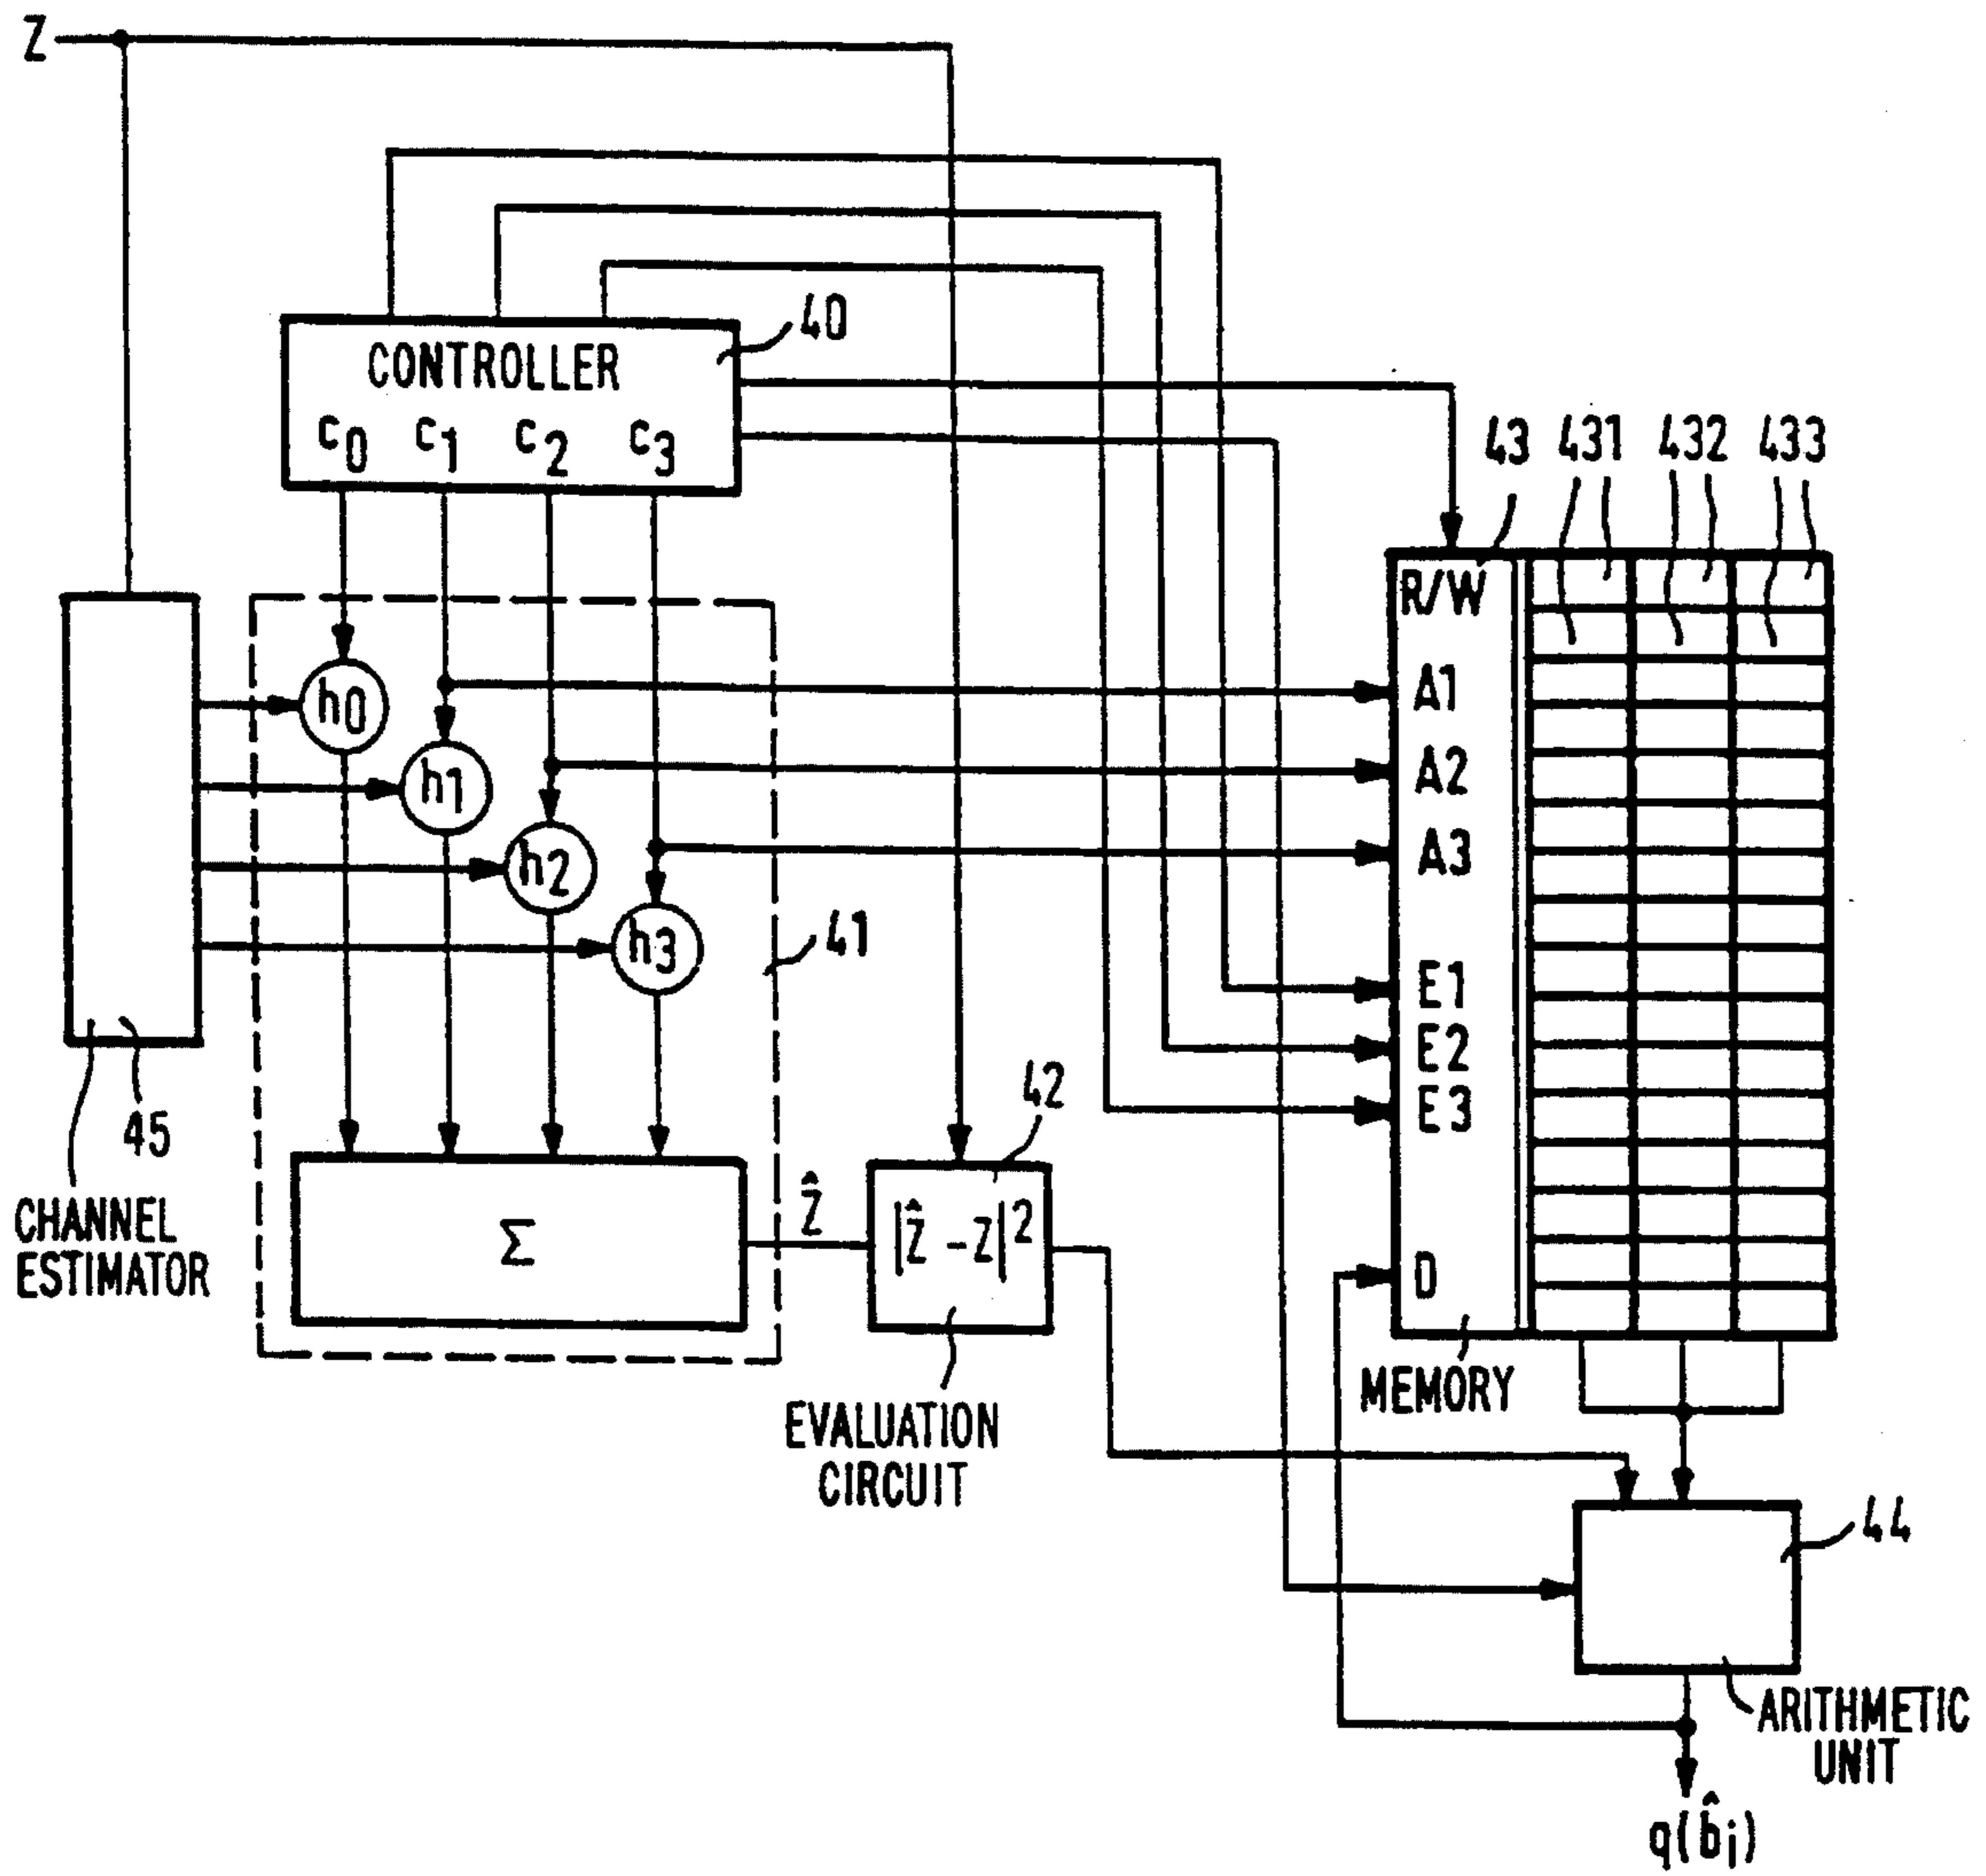 Z
40
CONTROLLER
c0 c1 c2 c3
43 431 432 433
R/W
h0
A1
h1
A2
h2
A3
h3
41
E1
E2
E3
45
42
CHANNEL
ESTIMATOR
Σ
Ẑ
|Ẑ - Z|²
D
MEMORY
EVALUATION
CIRCUIT
44
ARITHMETIC
UNIT
q(b̂i)